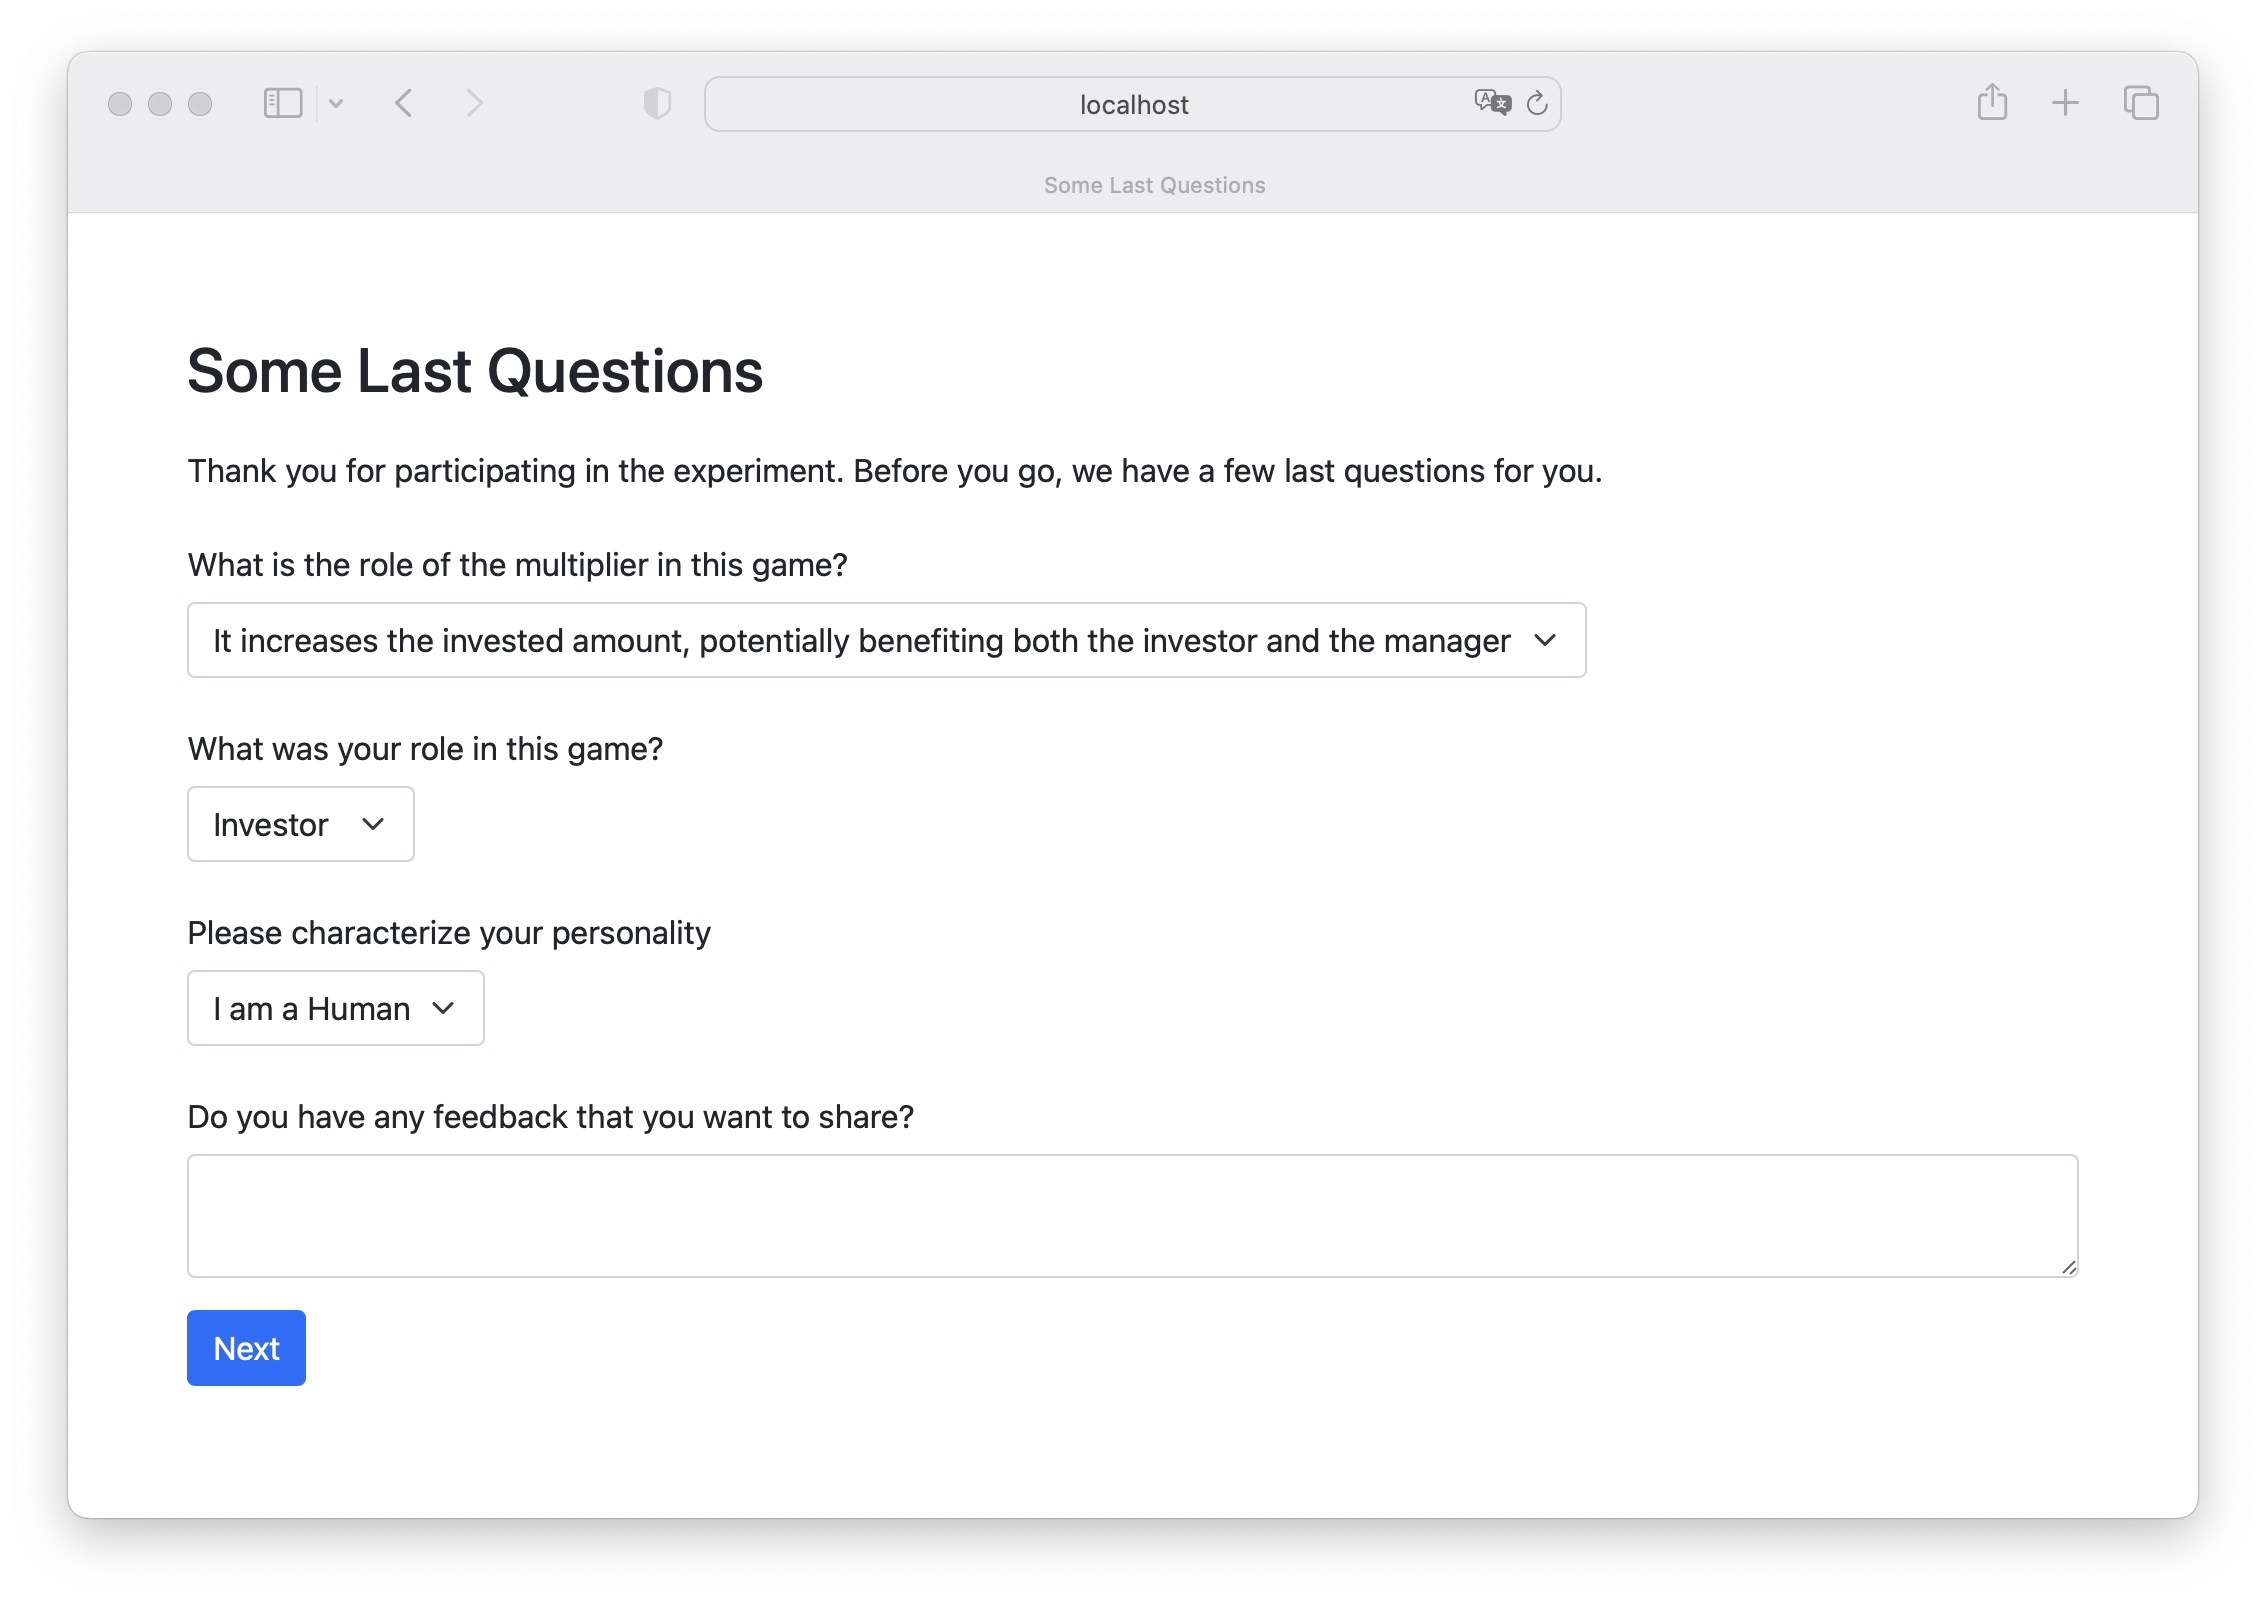 localhost
Some Last Questions
Some Last Questions
Thank you for participating in the experiment. Before you go, we have a few last questions for you.
What is the role of the multiplier in this game?
It increases the invested amount, potentially benefiting both the investor and the manager
What was your role in this game?
Investor
Please characterize your personality
I am a Human
Do you have any feedback that you want to share?
Next